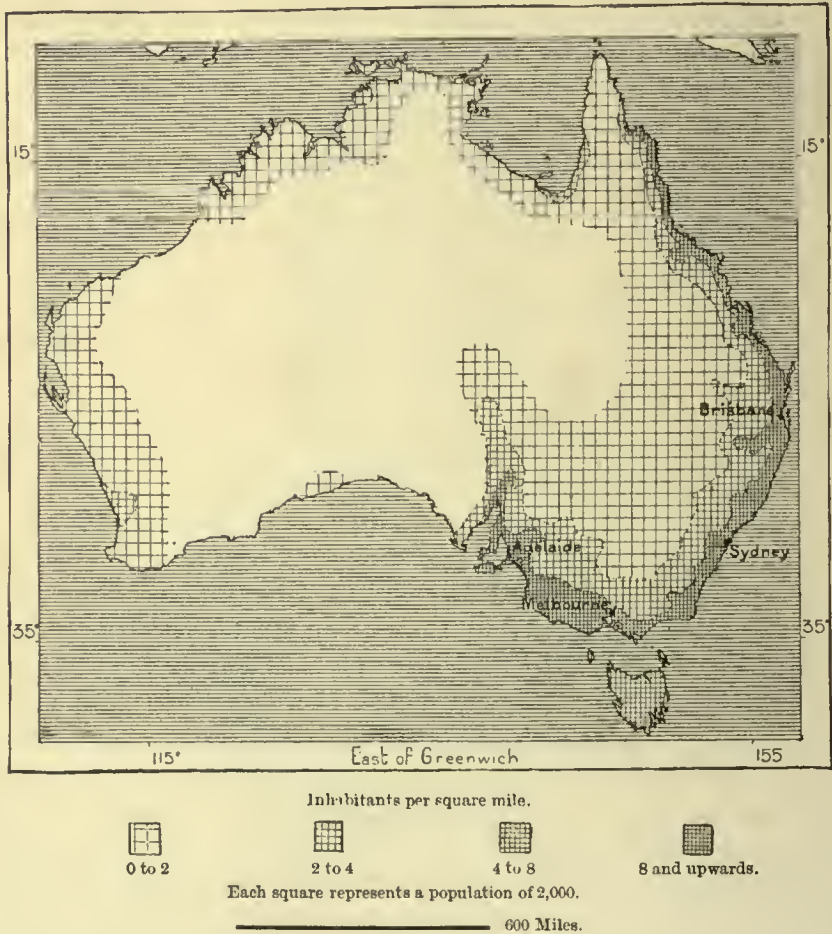 15°
15°
Brisbane
Adelaide
Sydney
Melbourne
35°
35°
115°
East of Greenwich
155
Inhabitants per square mile.
0 to 2
2 to 4
4 to 8
8 and upwards.
Each square represents a population of 2,000.
600 Miles.